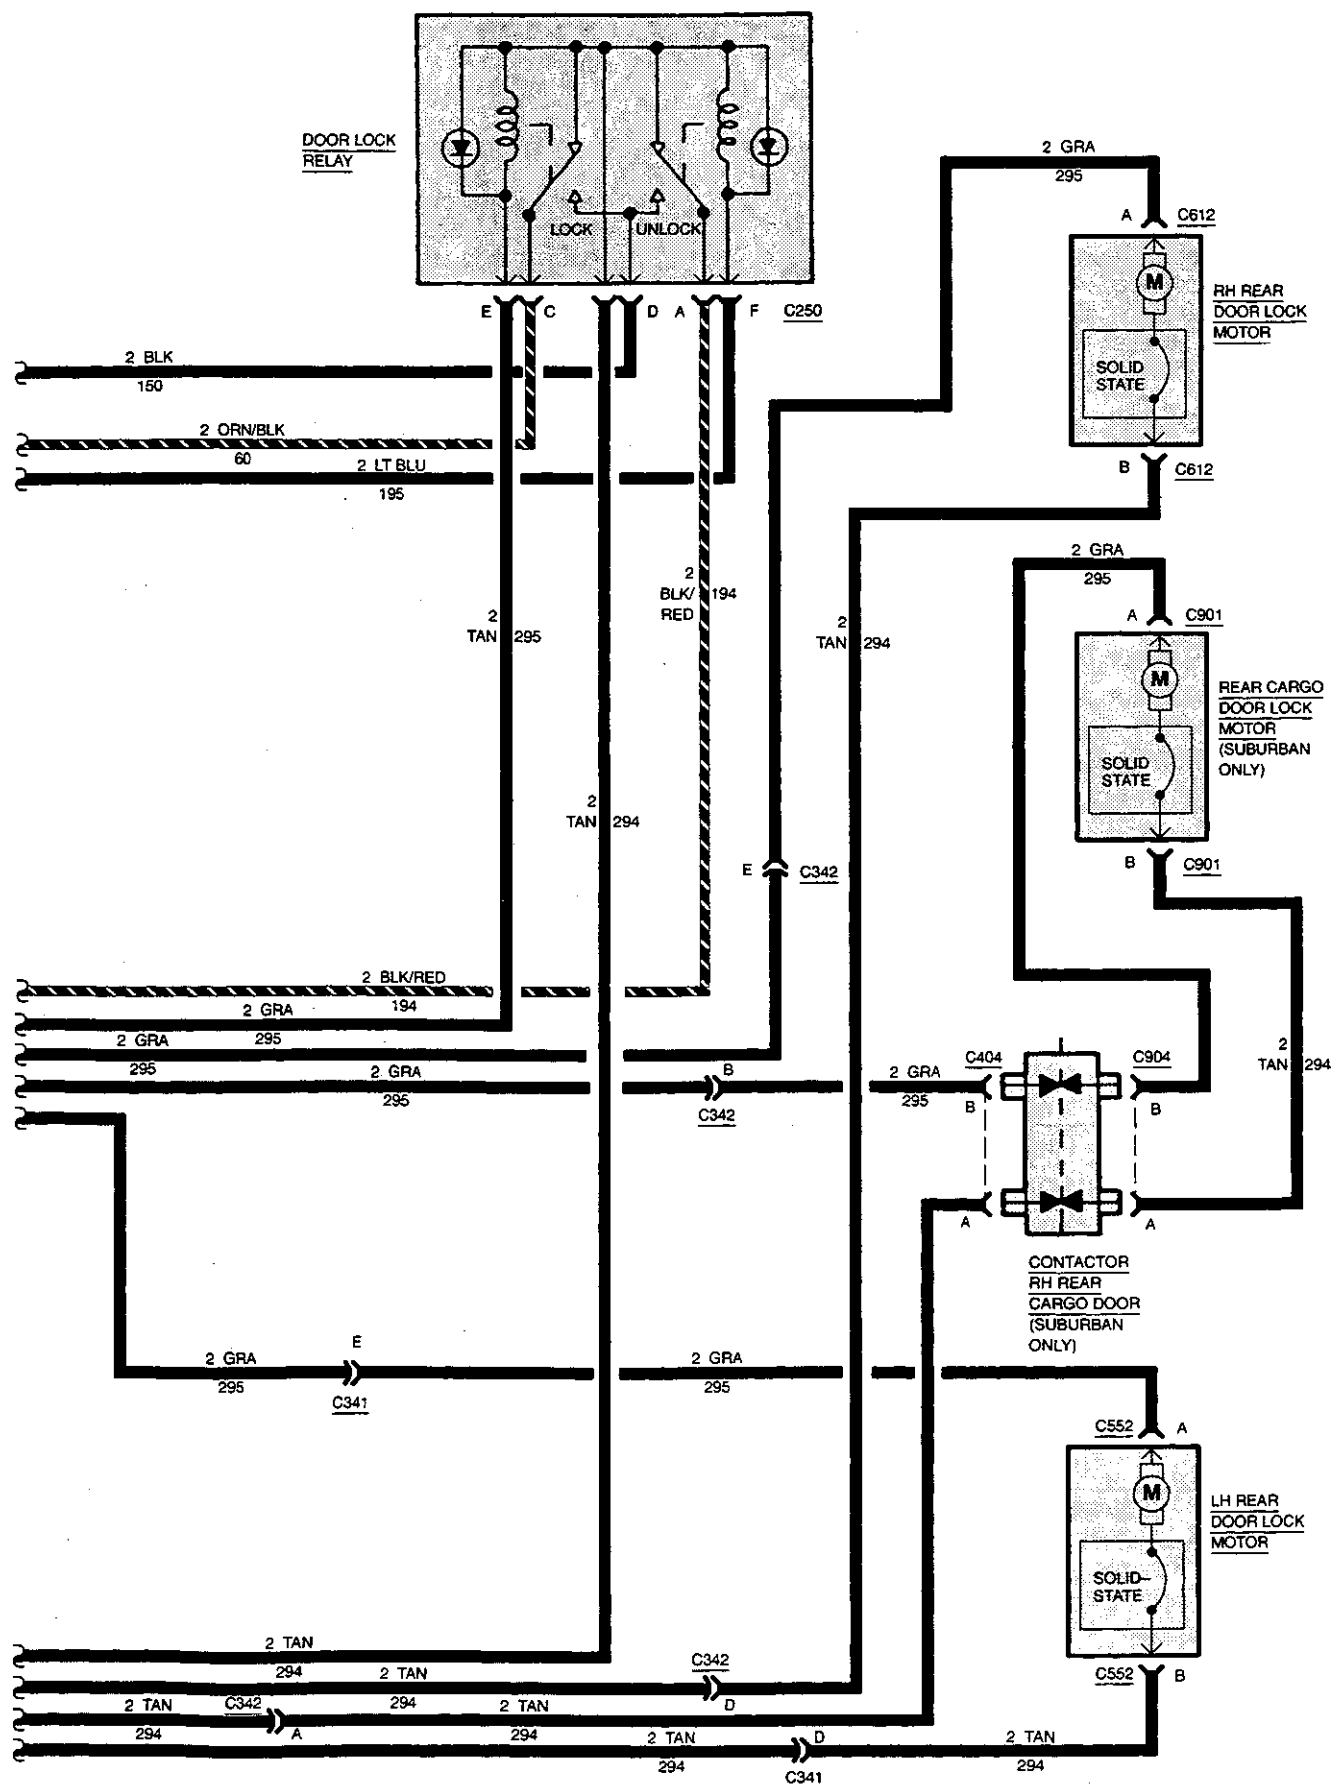 DOOR LOCK
RELAY
LOCK
UNLOCK
E
C
D
A
F
C250
2 BLK
150
2 ORN/BLK
60
2 LT BLU
195
2 GRA
295
A
C612
M
SOLID
STATE
RH REAR
DOOR LOCK
MOTOR
B
C612
2
TAN
295
2
BLK/
RED
194
2
TAN
294
2
TAN
294
2 GRA
295
A
C901
M
SOLID
STATE
REAR CARGO
DOOR LOCK
MOTOR
(SUBURBAN
ONLY)
B
C901
E
C342
2 BLK/RED
194
2 GRA
295
2 GRA
295
2 GRA
295
B
C342
2 GRA
295
C404
B
A
C904
B
A
2
TAN
294
CONTACTOR
RH REAR
CARGO DOOR
(SUBURBAN
ONLY)
2 GRA
295
E
C341
2 GRA
295
C552
A
M
SOLID-
STATE
LH REAR
DOOR LOCK
MOTOR
C552
B
2 TAN
294
2 TAN
294
C342
D
2 TAN
294
C342
A
2 TAN
294
2 TAN
294
D
C341
2 TAN
294